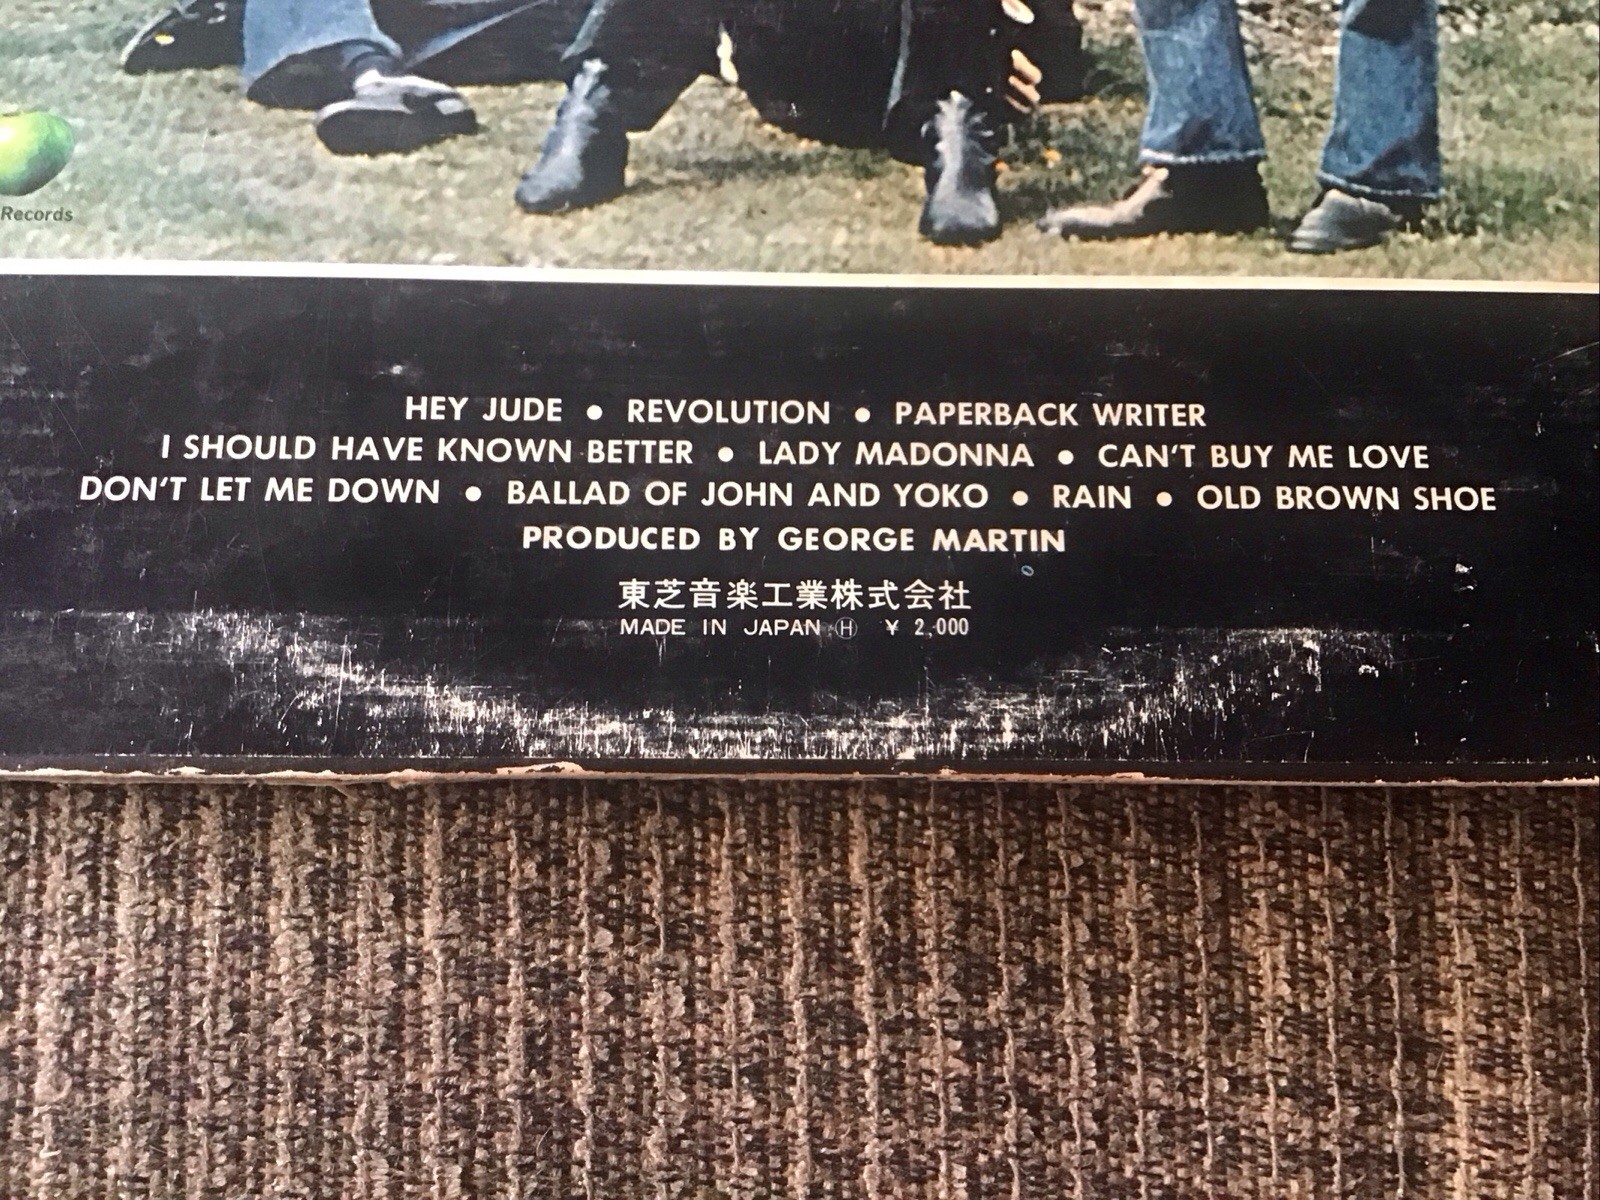 Records
HEY JUDE • REVOLUTION • PAPERBACK WRITER
I SHOULD HAVE KNOWN BETTER • LADY MADONNA • CAN'T BUY ME LOVE
DON'T LET ME DOWN • BALLAD OF JOHN AND YOKO • RAIN • OLD BROWN SHOE
PRODUCED BY GEORGE MARTIN
東芝音楽工業株式会社
MADE IN JAPAN Ⓗ ¥ 2,000